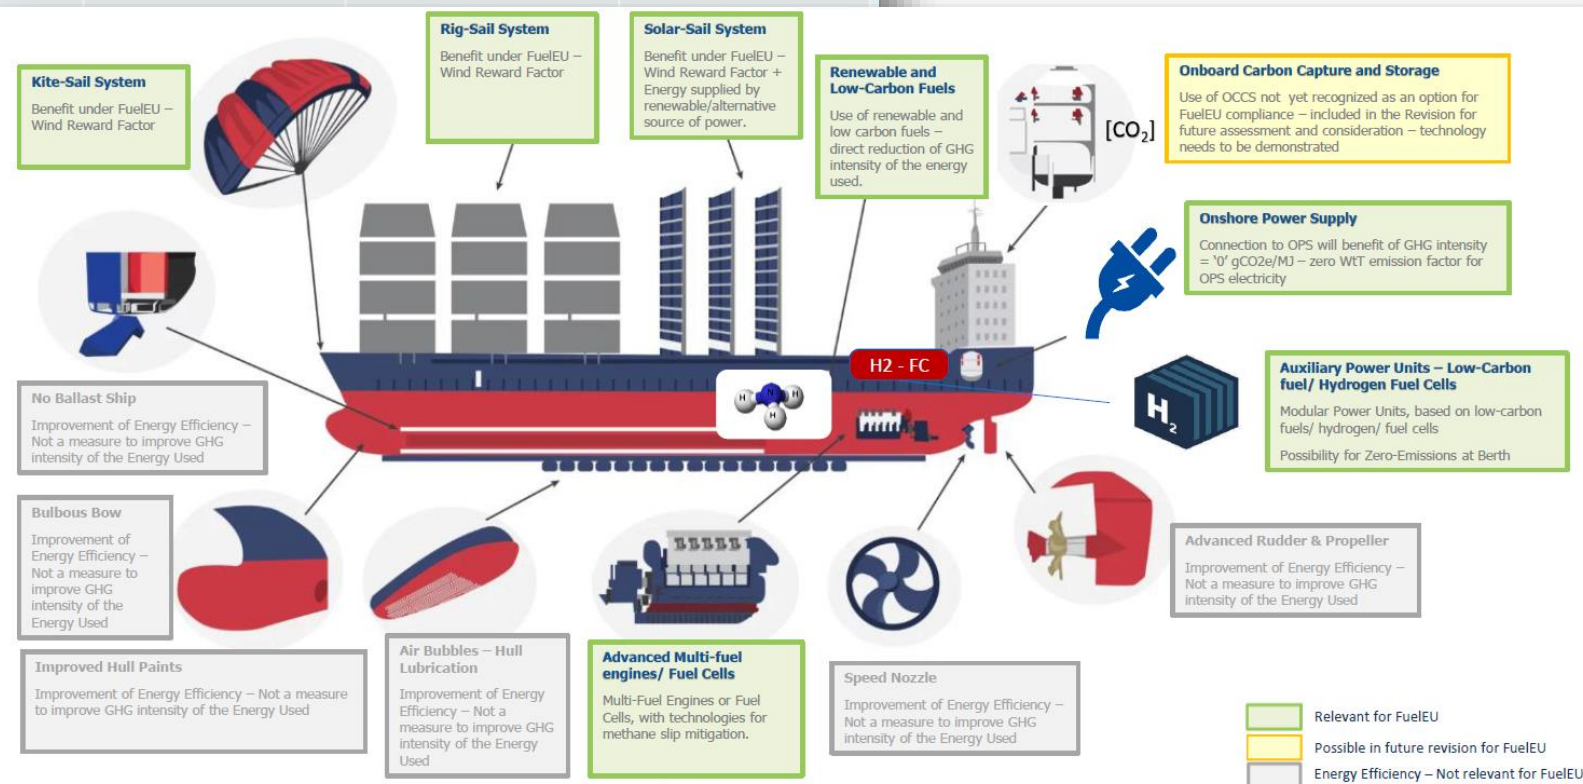 Kite-Sail System
Benefit under FuelEU –
Wind Reward Factor
Rig-Sail System
Benefit under FuelEU –
Wind Reward Factor
Solar-Sail System
Benefit under FuelEU –
Wind Reward Factor +
Energy supplied by
renewable/alternative
source of power.
Renewable and
Low-Carbon Fuels
Use of renewable and
low carbon fuels –
direct reduction of GHG
intensity of the energy
used.
[CO2]
Onboard Carbon Capture and Storage
Use of OCCS not yet recognized as an option for
FuelEU compliance – included in the Revision for
future assessment and consideration – technology
needs to be demonstrated
Onshore Power Supply
Connection to OPS will benefit of GHG intensity
= ‘0’ gCO2e/MJ – zero WtT emission factor for
OPS electricity
H2 - FC
H N H
H
H2
Auxiliary Power Units – Low-Carbon
fuel/ Hydrogen Fuel Cells
Modular Power Units, based on low-carbon
fuels/ hydrogen/ fuel cells
Possibility for Zero-Emissions at Berth
No Ballast Ship
Improvement of Energy Efficiency –
Not a measure to improve GHG
intensity of the Energy Used
Bulbous Bow
Improvement of
Energy Efficiency –
Not a measure to
improve GHG
intensity of the
Energy Used
Improved Hull Paints
Improvement of Energy Efficiency – Not a measure
to improve GHG intensity of the Energy Used
Air Bubbles – Hull
Lubrication
Improvement of Energy
Efficiency – Not a
measure to improve GHG
intensity of the Energy
Used
Advanced Multi-fuel
engines/ Fuel Cells
Multi-Fuel Engines or Fuel
Cells, with technologies for
methane slip mitigation.
Speed Nozzle
Improvement of Energy Efficiency –
Not a measure to improve GHG
intensity of the Energy Used
Advanced Rudder & Propeller
Improvement of Energy Efficiency –
Not a measure to improve GHG
intensity of the Energy Used
Relevant for FuelEU
Possible in future revision for FuelEU
Energy Efficiency – Not relevant for FuelEU